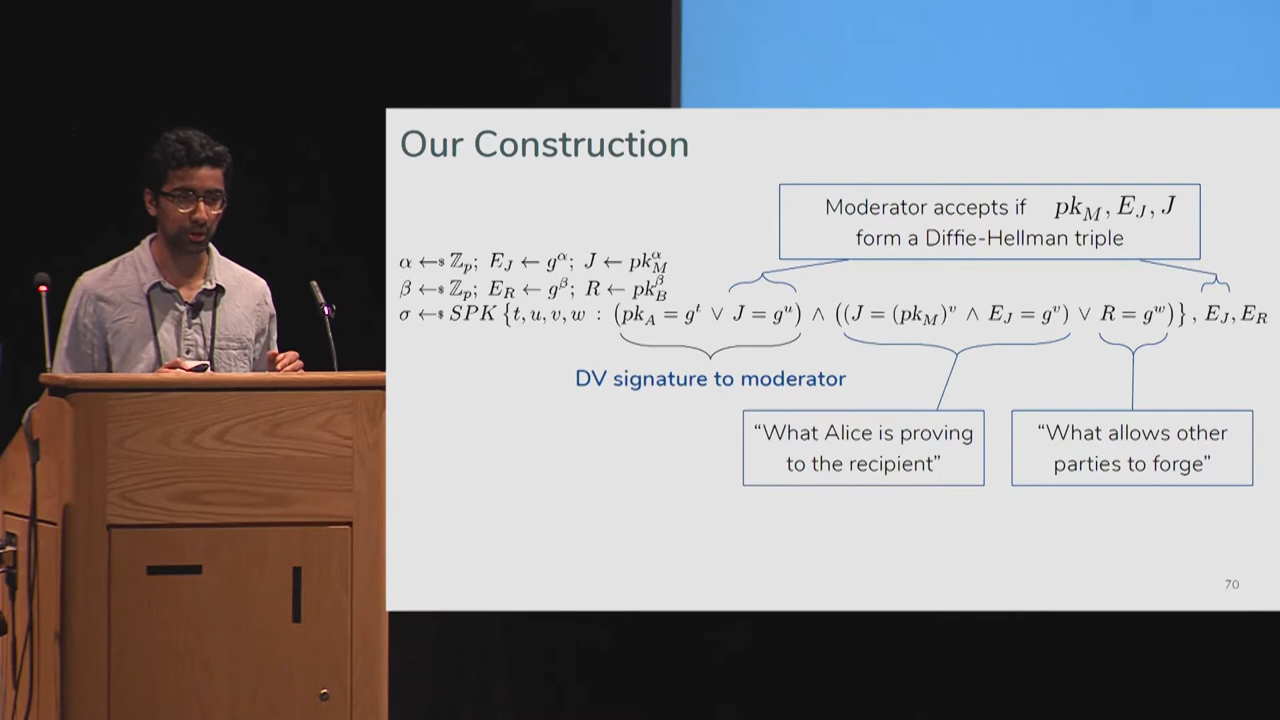 Our Construction
Moderator accepts if pk_M, E_J, J
form a Diffie-Hellman triple
α ←$ ℤ_p; E_J ← g^α; J ← pk_M^α
β ←$ ℤ_p; E_R ← g^β; R ← pk_B^β
σ ←$ SPK {t, u, v, w : (pk_A = g^t ∨ J = g^u) ∧ ((J = (pk_M)^v ∧ E_J = g^v) ∨ R = g^w)}, E_J, E_R
DV signature to moderator
“What Alice is proving
to the recipient”
“What allows other
parties to forge”
70